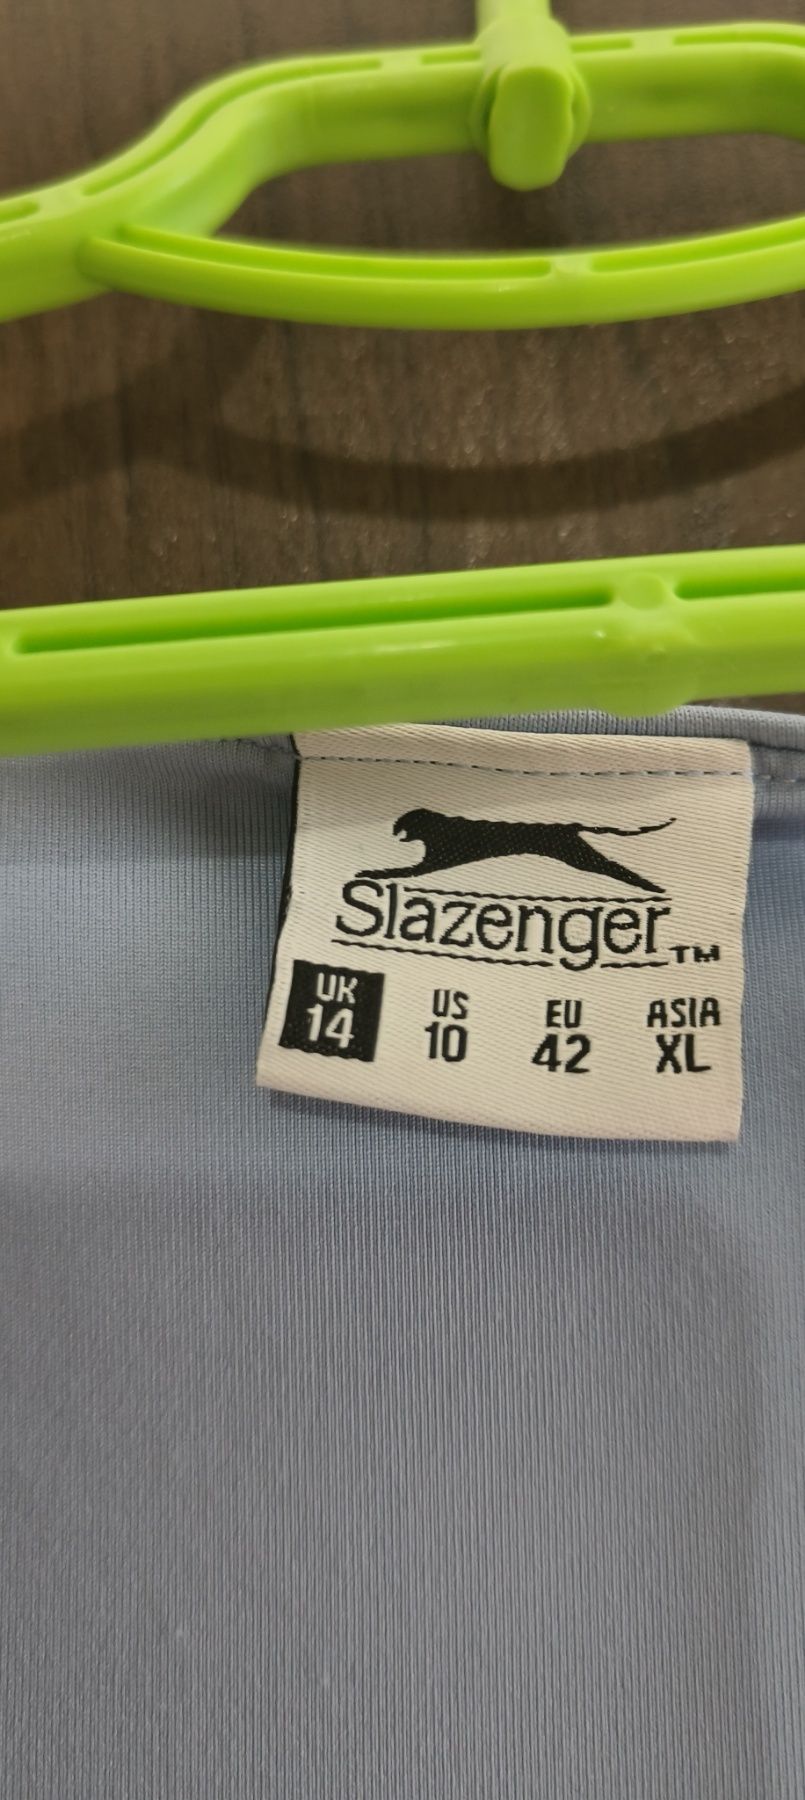 Slazenger™
UK US EU ASIA
14 10 42 XL